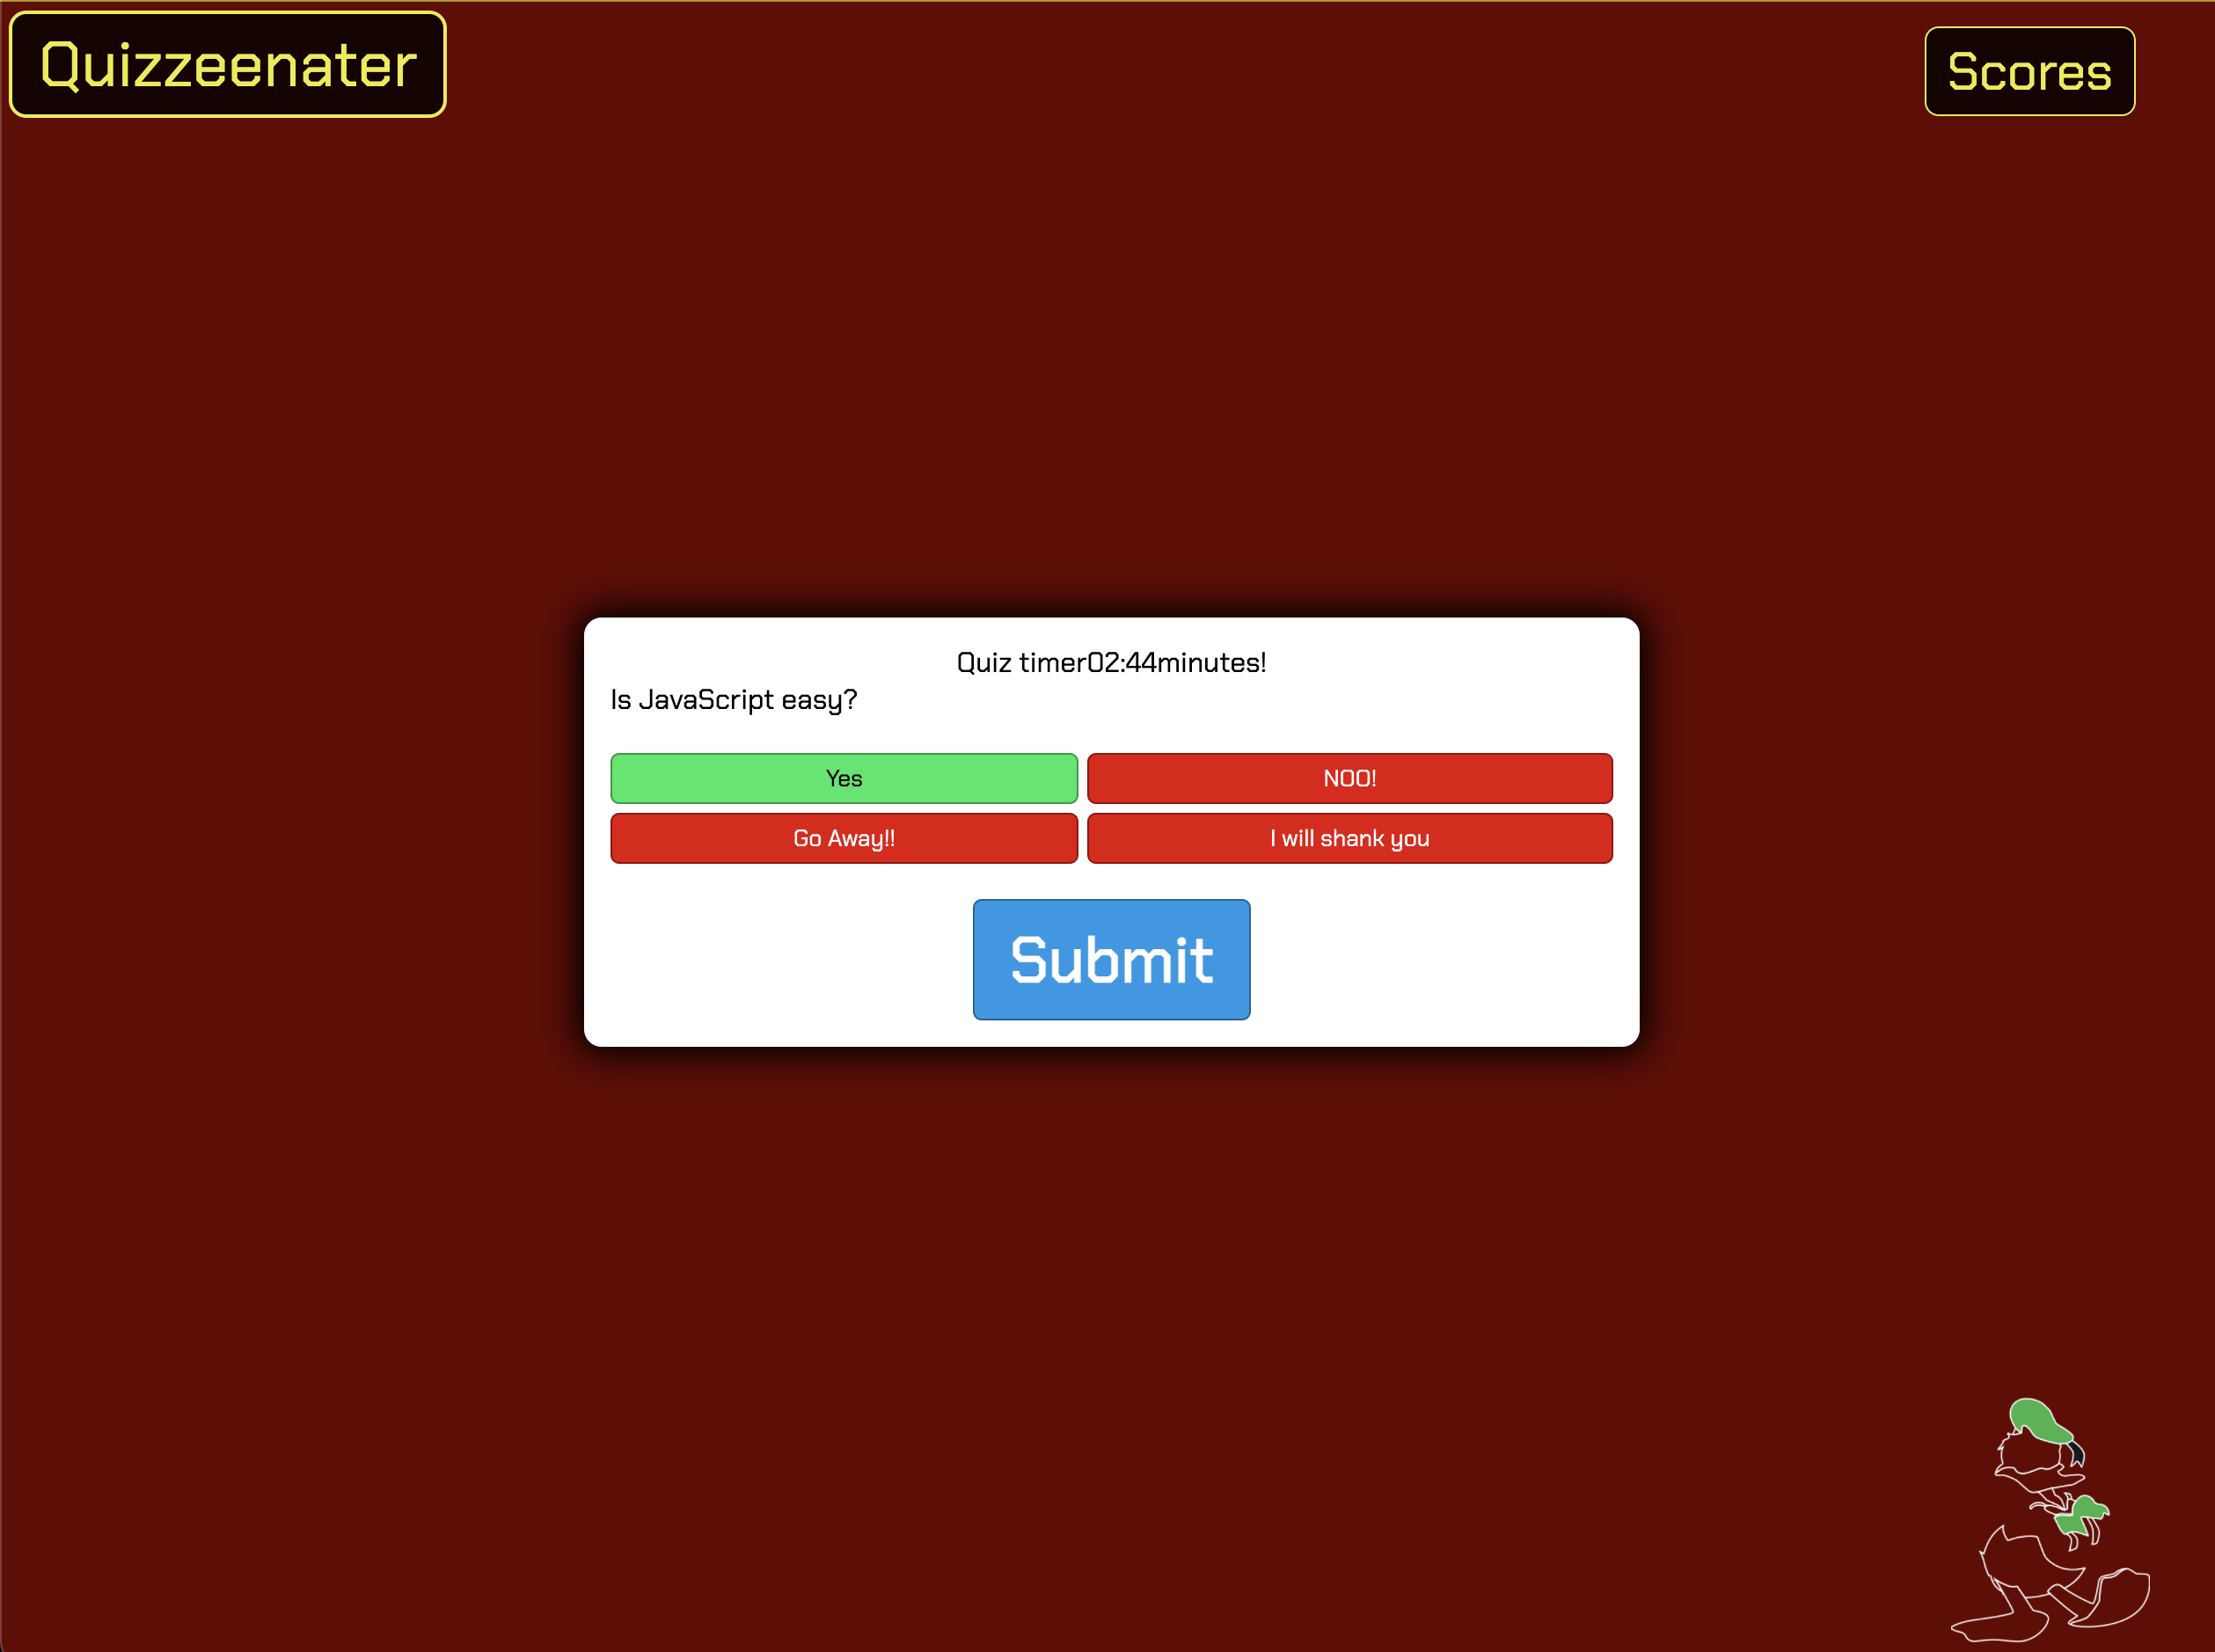 Quizzeenater
Scores
Quiz timer02:44minutes!
Is JavaScript easy?
Yes
NOO!
Go Away!!
I will shank you
Submit